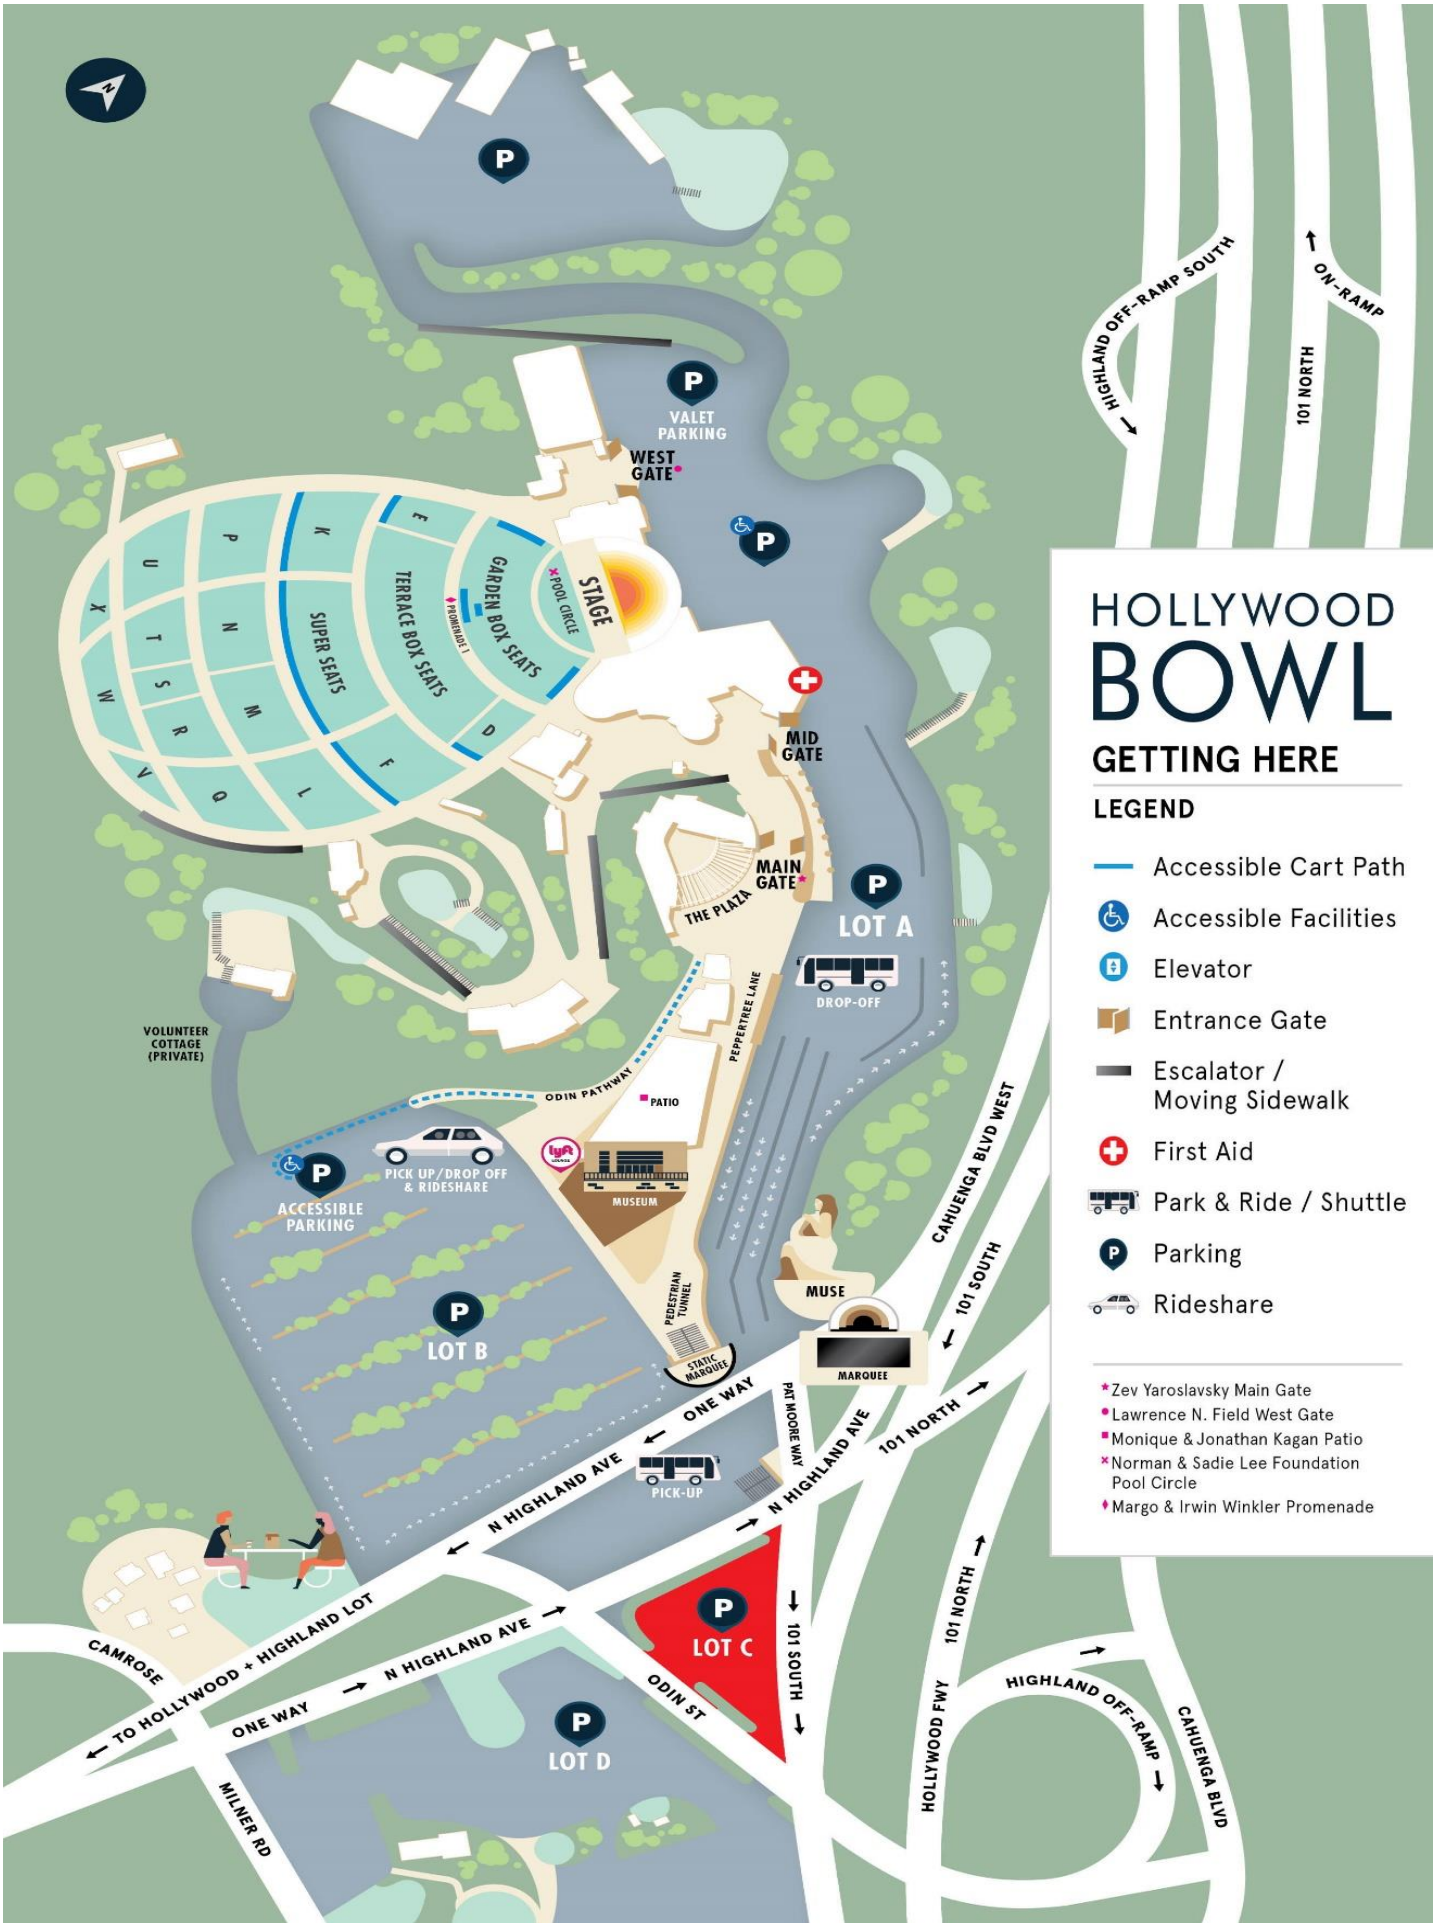 N
P
P
VALET
PARKING
WEST
GATE
P
HIGHLAND OFF-RAMP SOUTH
ON-RAMP
101 NORTH
E
K
P
U
X
GARDEN BOX SEATS
POOL CIRCLE
STAGE
TERRACE BOX SEATS
PROMENADE 1
SUPER SEATS
N
T
S
M
W
R
D
F
V
Q
L
MID
GATE
MAIN
GATE
THE PLAZA
P
LOT A
DROP-OFF
PEPPERTREE LANE
VOLUNTEER
COTTAGE
(PRIVATE)
ODIN PATHWAY
PATIO
P
ACCESSIBLE
PARKING
PICK UP/DROP OFF
& RIDESHARE
lyft
LOUNGE
MUSEUM
CAHUENGA BLVD WEST
101 SOUTH
PEDESTRIAN
TUNNEL
MUSE
P
LOT B
STATIC
MARQUEE
MARQUEE
ONE WAY
PAT MOORE WAY
N HIGHLAND AVE
101 NORTH
N HIGHLAND AVE
PICK-UP
P
LOT C
101 SOUTH
101 NORTH
HOLLYWOOD FWY
HIGHLAND OFF-RAMP
CAHUENGA BLVD
CAMROSE
TO HOLLYWOOD + HIGHLAND LOT
N HIGHLAND AVE
ONE WAY
ODIN ST
P
LOT D
MILNER RD
HOLLYWOOD
BOWL
GETTING HERE
LEGEND
Accessible Cart Path
Accessible Facilities
Elevator
Entrance Gate
Escalator /
Moving Sidewalk
First Aid
Park & Ride / Shuttle
P Parking
Rideshare
Zev Yaroslavsky Main Gate
Lawrence N. Field West Gate
Monique & Jonathan Kagan Patio
Norman & Sadie Lee Foundation
Pool Circle
Margo & Irwin Winkler Promenade